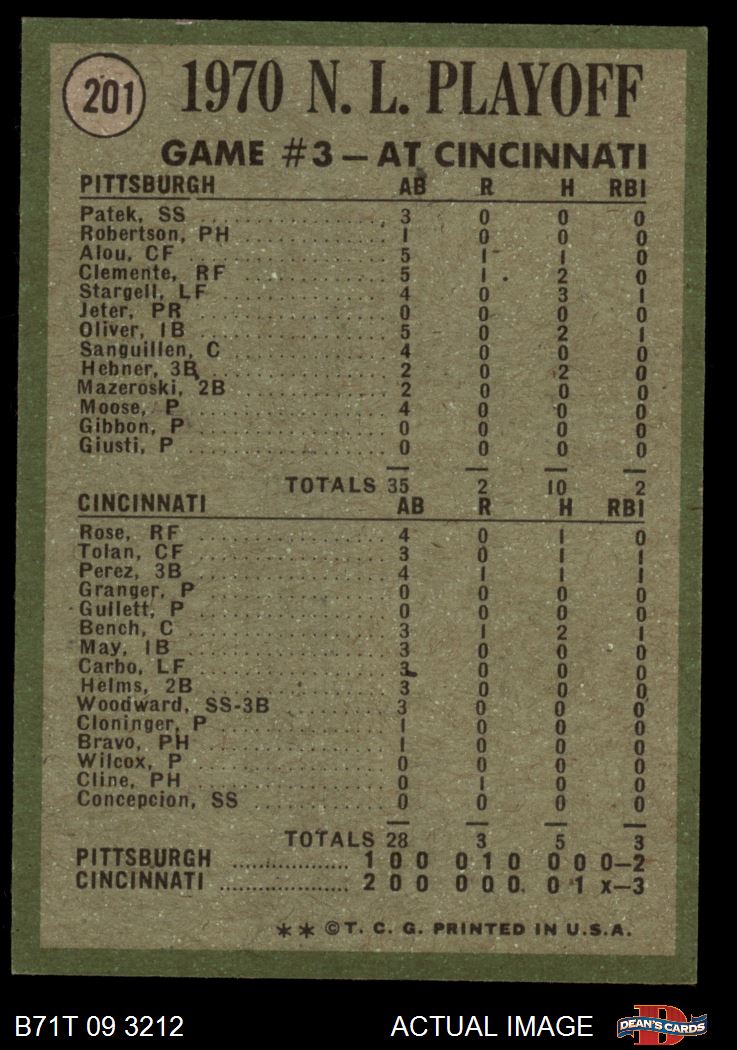 201
1970 N. L. PLAYOFF
GAME #3 – AT CINCINNATI
PITTSBURGH AB R H RBI
Patek, SS 3 0 0 0
Robertson, PH 1 0 0 0
Alou, CF 5 1 1 0
Clemente, RF 5 1 2 0
Stargell, LF 4 0 3 1
Jeter, PR 0 0 0 0
Oliver, 1B 5 0 2 1
Sanguillen, C 4 0 0 0
Hebner, 3B 2 0 2 0
Mazeroski, 2B 2 0 0 0
Moose, P 4 0 0 0
Gibbon, P 0 0 0 0
Giusti, P 0 0 0 0
TOTALS 35 2 10 2
CINCINNATI AB R H RBI
Rose, RF 4 0 1 0
Tolan, CF 3 0 1 1
Perez, 3B 4 1 1 1
Granger, P 0 0 0 0
Gullett, P 0 0 0 0
Bench, C 3 1 2 1
May, 1B 3 0 0 0
Carbo, LF 3 0 0 0
Helms, 2B 3 0 0 0
Woodward, SS-3B 3 0 0 0
Cloninger, P 1 0 0 0
Bravo, PH 1 0 0 0
Wilcox, P 0 0 0 0
Cline, PH 0 1 0 0
Concepcion, SS 0 0 0 0
TOTALS 28 3 5 3
PITTSBURGH 1 0 0 0 1 0 0 0 0–2
CINCINNATI 2 0 0 0 0 0 0 1 x–3
** ©T. C. G. PRINTED IN U.S.A.
B71T 09 3212 ACTUAL IMAGE DEAN'S CARDS